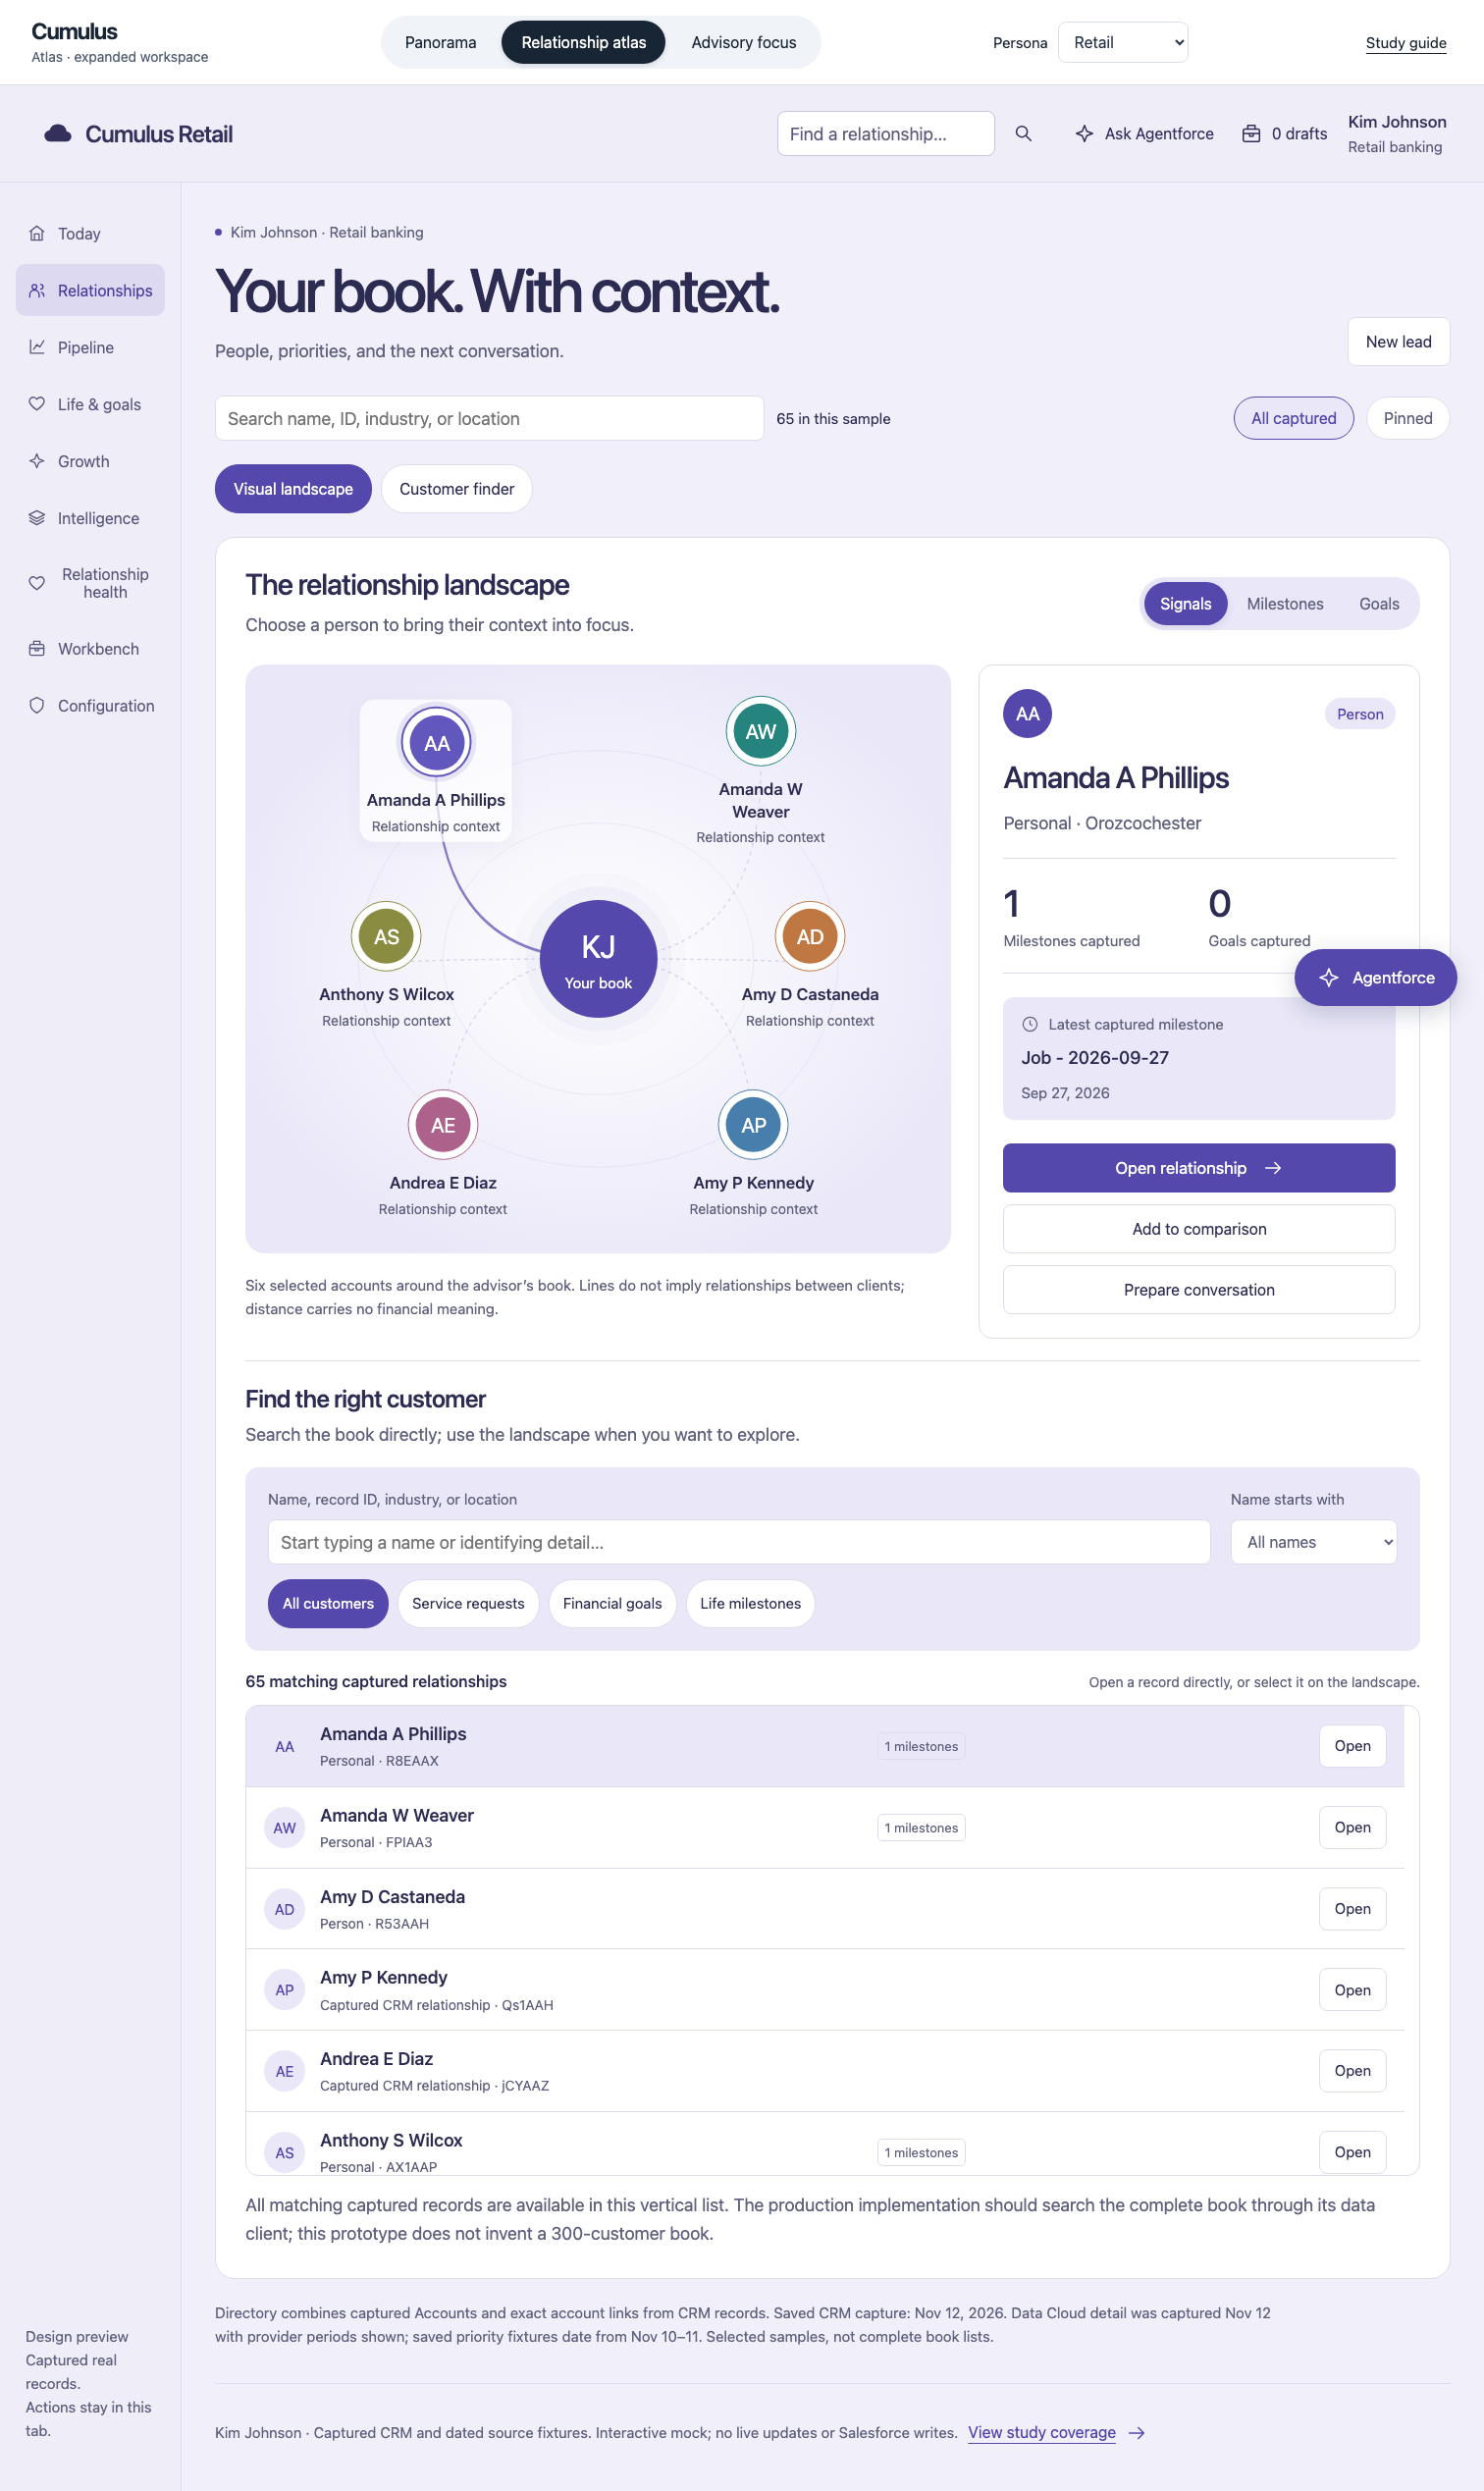 Cumulus
Atlas · expanded workspace
Panorama
Relationship atlas
Advisory focus
Persona
Retail
Study guide
Cumulus Retail
Find a relationship...
Ask Agentforce
0 drafts
Kim Johnson
Retail banking
Today
Relationships
Pipeline
Life & goals
Growth
Intelligence
Relationship
health
Workbench
Configuration
Kim Johnson · Retail banking
Your book. With context.
People, priorities, and the next conversation.
New lead
Search name, ID, industry, or location
65 in this sample
All captured
Pinned
Visual landscape
Customer finder
The relationship landscape
Choose a person to bring their context into focus.
Signals
Milestones
Goals
AA
Amanda A Phillips
Relationship context
AW
Amanda W
Weaver
Relationship context
AS
Anthony S Wilcox
Relationship context
KJ
Your book
AD
Amy D Castaneda
Relationship context
AE
Andrea E Diaz
Relationship context
AP
Amy P Kennedy
Relationship context
Six selected accounts around the advisor’s book. Lines do not imply relationships between clients;
distance carries no financial meaning.
AA
Person
Amanda A Phillips
Personal · Orozcochester
1
Milestones captured
0
Goals captured
Agentforce
Latest captured milestone
Job - 2026-09-27
Sep 27, 2026
Open relationship
Add to comparison
Prepare conversation
Find the right customer
Search the book directly; use the landscape when you want to explore.
Name, record ID, industry, or location
Name starts with
Start typing a name or identifying detail...
All names
All customers
Service requests
Financial goals
Life milestones
65 matching captured relationships
Open a record directly, or select it on the landscape.
AA
Amanda A Phillips
Personal · R8EAAX
1 milestones
Open
AW
Amanda W Weaver
Personal · FPIAA3
1 milestones
Open
AD
Amy D Castaneda
Person · R53AAH
Open
AP
Amy P Kennedy
Captured CRM relationship · Qs1AAH
Open
AE
Andrea E Diaz
Captured CRM relationship · jCYAAZ
Open
AS
Anthony S Wilcox
Personal · AX1AAP
1 milestones
Open
All matching captured records are available in this vertical list. The production implementation should search the complete book through its data
client; this prototype does not invent a 300-customer book.
Directory combines captured Accounts and exact account links from CRM records. Saved CRM capture: Nov 12, 2026. Data Cloud detail was captured Nov 12
with provider periods shown; saved priority fixtures date from Nov 10–11. Selected samples, not complete book lists.
Design preview
Captured real
records.
Actions stay in this
tab.
Kim Johnson · Captured CRM and dated source fixtures. Interactive mock; no live updates or Salesforce writes.
View study coverage